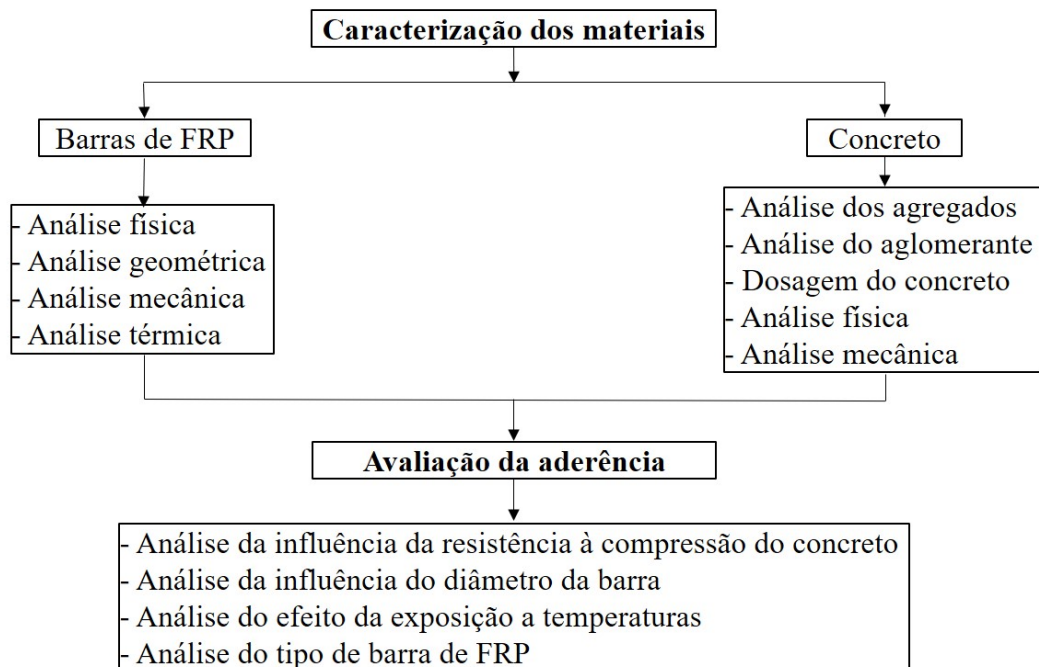 Caracterização dos materiais
Barras de FRP
- Análise física
- Análise geométrica
- Análise mecânica
- Análise térmica
Concreto
- Análise dos agregados
- Análise do aglomerante
- Dosagem do concreto
- Análise física
- Análise mecânica
Avaliação da aderência
- Análise da influência da resistência à compressão do concreto
- Análise da influência do diâmetro da barra
- Análise do efeito da exposição a temperaturas
- Análise do tipo de barra de FRP